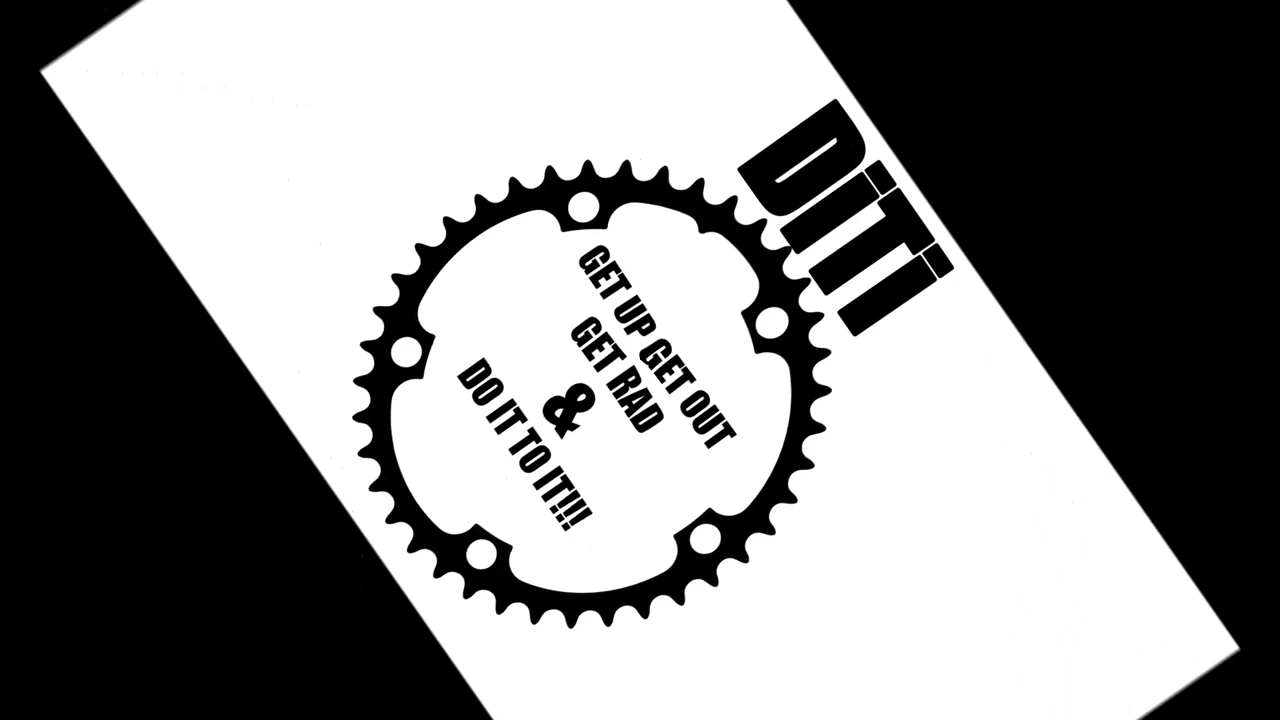 DiTi
GET UP GET OUT
GET RAD
&
DO IT TO IT!!!